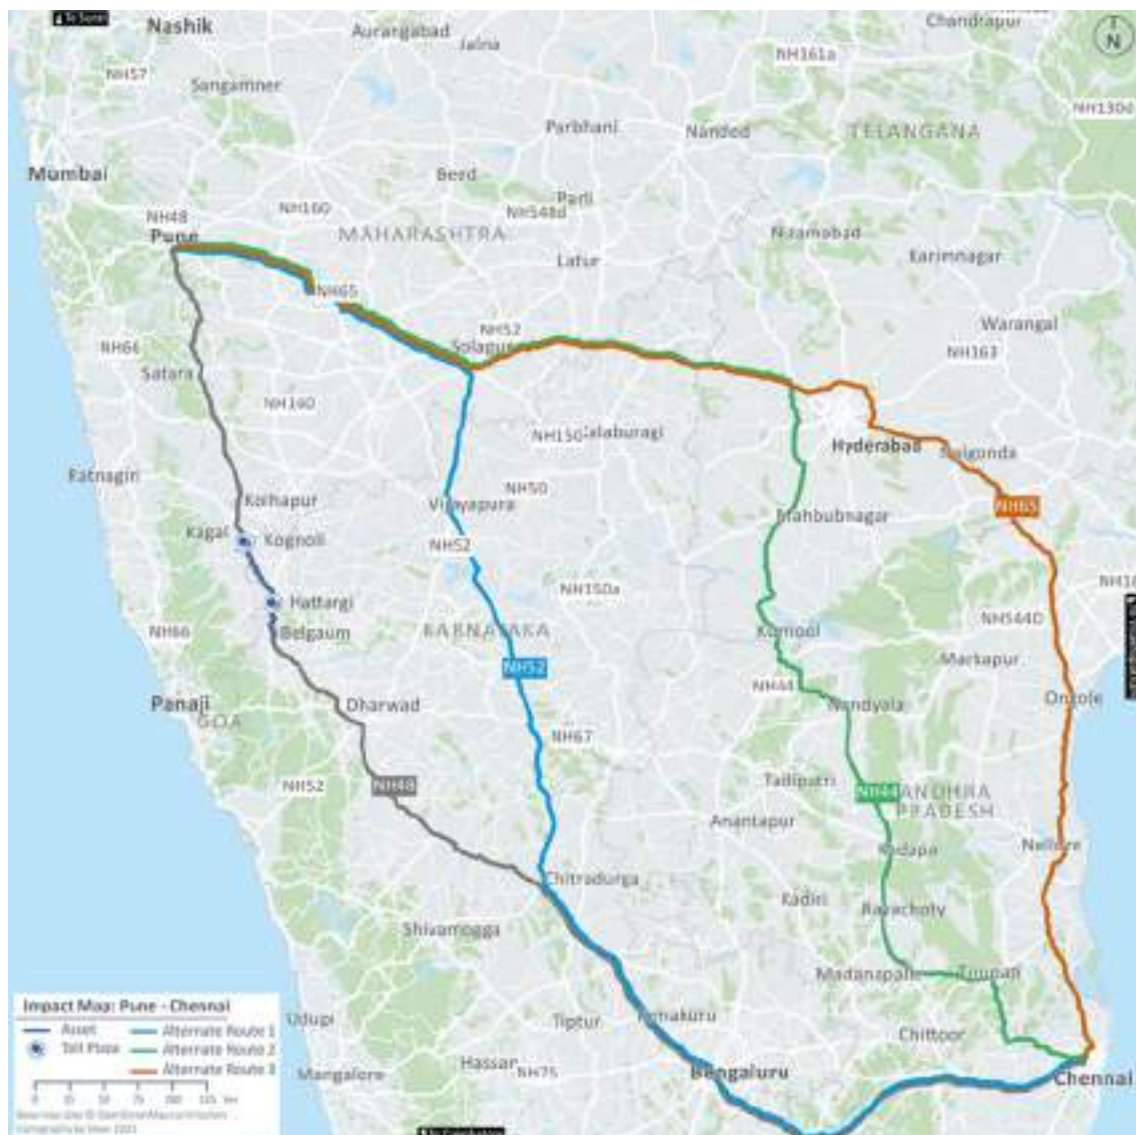 To Surat
Nashik
Aurangabad
Jalna
Chandrapur
N
NH57
Sangamner
NH161a
NH130d
Parbhani
Nanded
TELANGANA
Mumbai
Beed
Parli
NH160
NH548d
NH48
Pune
MAHARASHTRA
Nizamabad
Latur
Karimnagar
NH65
NH52
Warangal
NH66
NH163
Satara
NH160
NH150
Kalaburagi
Hyderabad
Nalgonda
Ratnagiri
Kolhapur
NH50
Vijayapura
NH65
Mahbubnagar
Kagal
Kognoli
NH52
NH150a
Hattargi
NH66
Belgaum
KARNATAKA
Kurnool
NH544D
Markapur
NH52
NH44
Panaji
GOA
Dharwad
Nandyala
Ongole
NH67
NH52
NH48
Tadipatri
NH44
ANDHRA
PRADESH
Anantapur
Kadapa
Nellore
Chitradurga
Kadiri
Rayachoty
Shivamogga
Madanapalle
Tirupati
Impact Map: Pune - Chennai
Asset
Alternate Route 1
Toll Plaza
Alternate Route 2
Alternate Route 3
Udupi
Tiptur
Tumakuru
Chittoor
Hassan
NH75
Mangalore
Bengaluru
Chennai